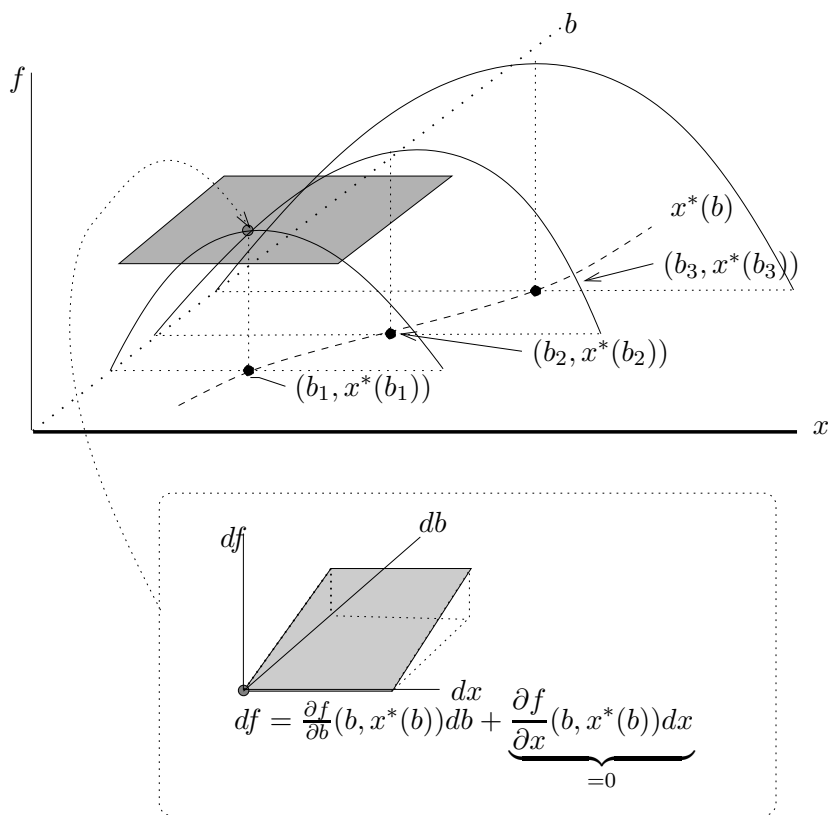 b
f
x*(b)
(b₃, x*(b₃))
(b₂, x*(b₂))
(b₁, x*(b₁))
x
db
df
dx
df = ∂f/∂b (b, x*(b))db + ∂f/∂x (b, x*(b))dx
=0